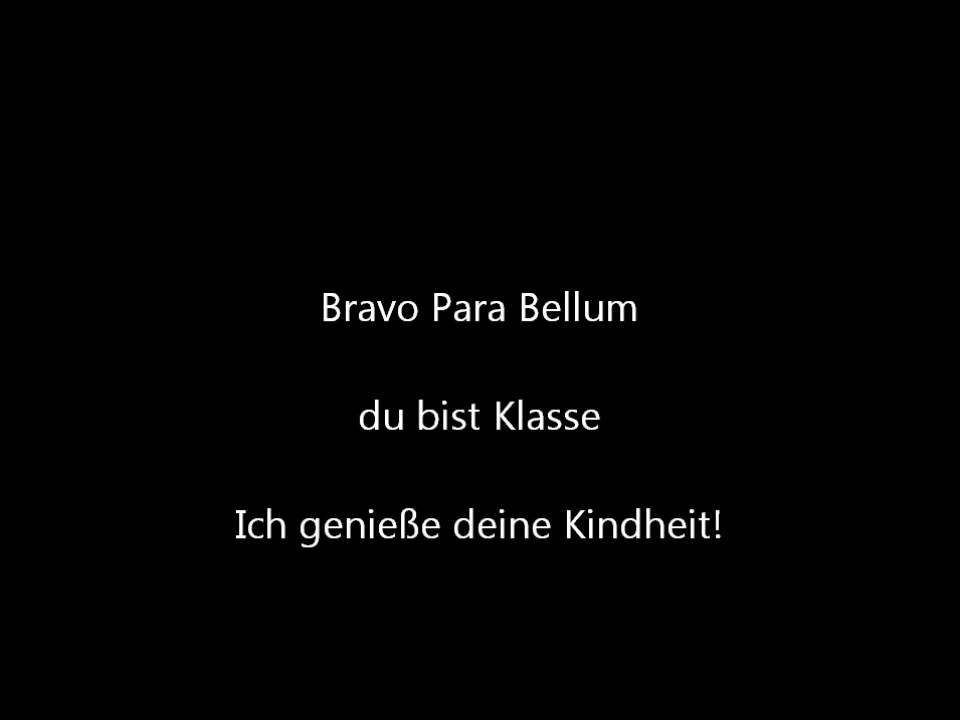 Bravo Para Bellum
du bist Klasse
Ich genieße deine Kindheit!